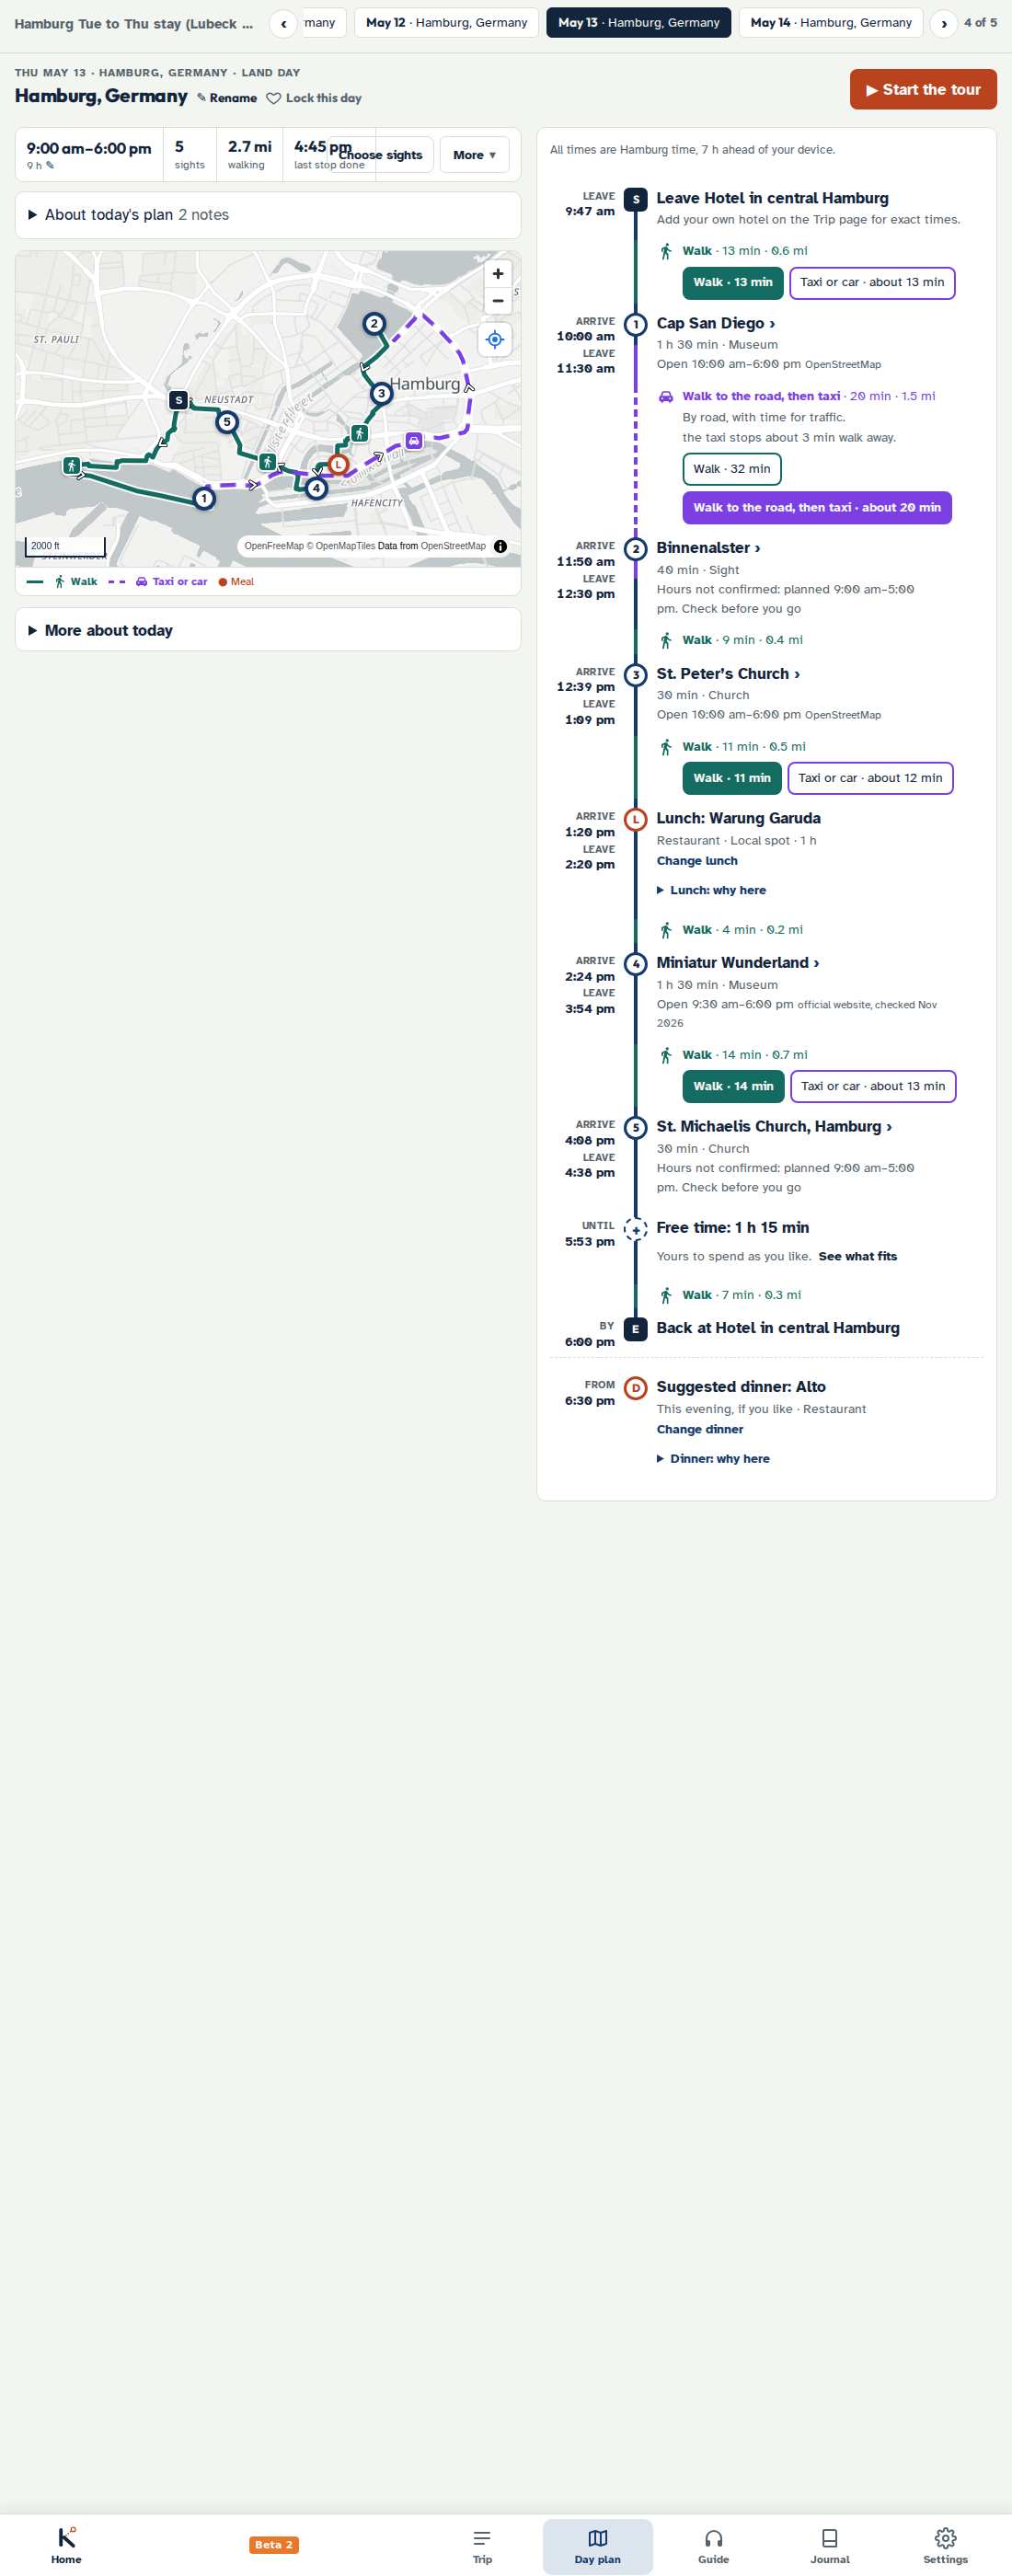 Hamburg Tue to Thu stay (Lubeck ...
‹
many
May 12 · Hamburg, Germany
May 13 · Hamburg, Germany
May 14 · Hamburg, Germany
›
4 of 5
THU MAY 13 · HAMBURG, GERMANY · LAND DAY
Hamburg, Germany
✎ Rename
Lock this day
▶ Start the tour
9:00 am–6:00 pm
9 h ✎
5
sights
2.7 mi
walking
4:45 pm
last stop done
Choose sights
More ▾
▶ About today's plan 2 notes
ST. PAULI
NEUSTADT
Hamburg
HAFENCITY
S
1
2
3
4
5
L
+
−
2000 ft
OpenFreeMap © OpenMapTiles Data from OpenStreetMap
Walk
Taxi or car
Meal
▶ More about today
All times are Hamburg time, 7 h ahead of your device.
LEAVE
9:47 am
S
Leave Hotel in central Hamburg
Add your own hotel on the Trip page for exact times.
Walk · 13 min · 0.6 mi
Walk · 13 min
Taxi or car · about 13 min
ARRIVE
10:00 am
LEAVE
11:30 am
1
Cap San Diego ›
1 h 30 min · Museum
Open 10:00 am–6:00 pm OpenStreetMap
Walk to the road, then taxi · 20 min · 1.5 mi
By road, with time for traffic.
the taxi stops about 3 min walk away.
Walk · 32 min
Walk to the road, then taxi · about 20 min
ARRIVE
11:50 am
LEAVE
12:30 pm
2
Binnenalster ›
40 min · Sight
Hours not confirmed: planned 9:00 am–5:00
pm. Check before you go
Walk · 9 min · 0.4 mi
ARRIVE
12:39 pm
LEAVE
1:09 pm
3
St. Peter’s Church ›
30 min · Church
Open 10:00 am–6:00 pm OpenStreetMap
Walk · 11 min · 0.5 mi
Walk · 11 min
Taxi or car · about 12 min
ARRIVE
1:20 pm
LEAVE
2:20 pm
L
Lunch: Warung Garuda
Restaurant · Local spot · 1 h
Change lunch
▶ Lunch: why here
Walk · 4 min · 0.2 mi
ARRIVE
2:24 pm
LEAVE
3:54 pm
4
Miniatur Wunderland ›
1 h 30 min · Museum
Open 9:30 am–6:00 pm official website, checked Nov
2026
Walk · 14 min · 0.7 mi
Walk · 14 min
Taxi or car · about 13 min
ARRIVE
4:08 pm
LEAVE
4:38 pm
5
St. Michaelis Church, Hamburg ›
30 min · Church
Hours not confirmed: planned 9:00 am–5:00
pm. Check before you go
UNTIL
5:53 pm
+
Free time: 1 h 15 min
Yours to spend as you like. See what fits
Walk · 7 min · 0.3 mi
BY
6:00 pm
E
Back at Hotel in central Hamburg
FROM
6:30 pm
D
Suggested dinner: Alto
This evening, if you like · Restaurant
Change dinner
▶ Dinner: why here
Home
Beta 2
Trip
Day plan
Guide
Journal
Settings